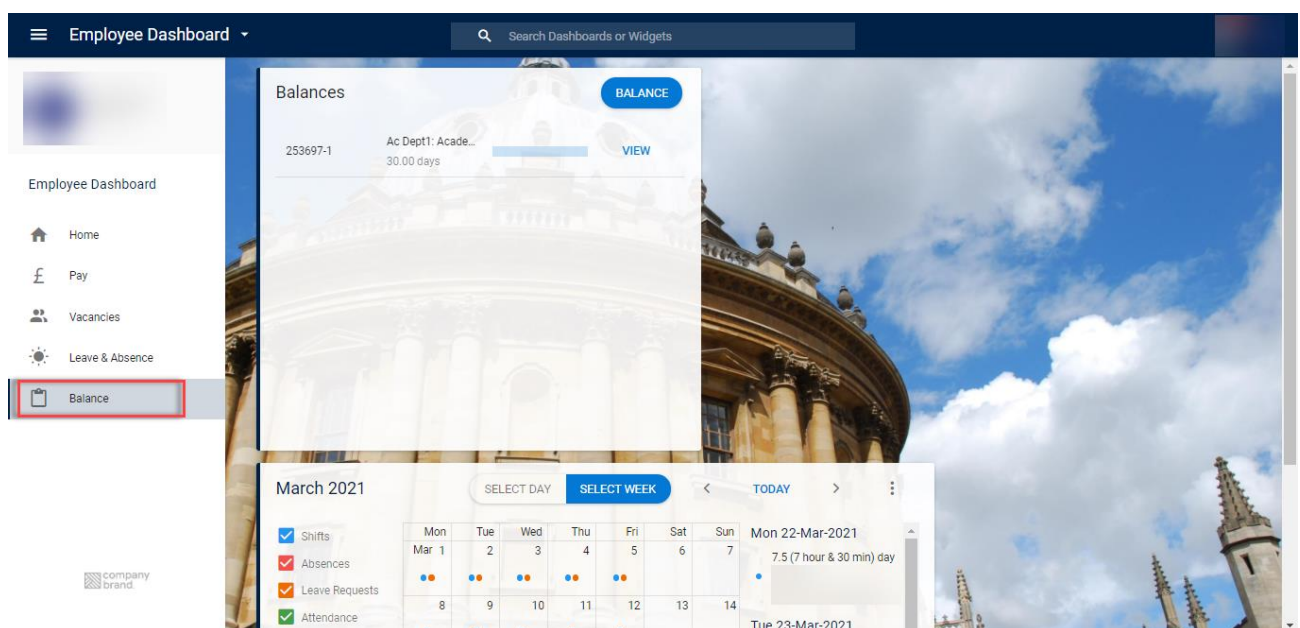 Employee Dashboard
Search Dashboards or Widgets
Employee Dashboard
Home
£ Pay
Vacancies
Leave & Absence
Balance
company
brand
Balances
BALANCE
253697-1
Ac Dept1: Acade...
30.00 days
VIEW
March 2021
SELECT DAY
SELECT WEEK
< TODAY >
Shifts
Absences
Leave Requests
Attendance
Mon Tue Wed Thu Fri Sat Sun
Mar 1 2 3 4 5 6 7
8 9 10 11 12 13 14
Mon 22-Mar-2021
7.5 (7 hour & 30 min) day
Tue 23-Mar-2021